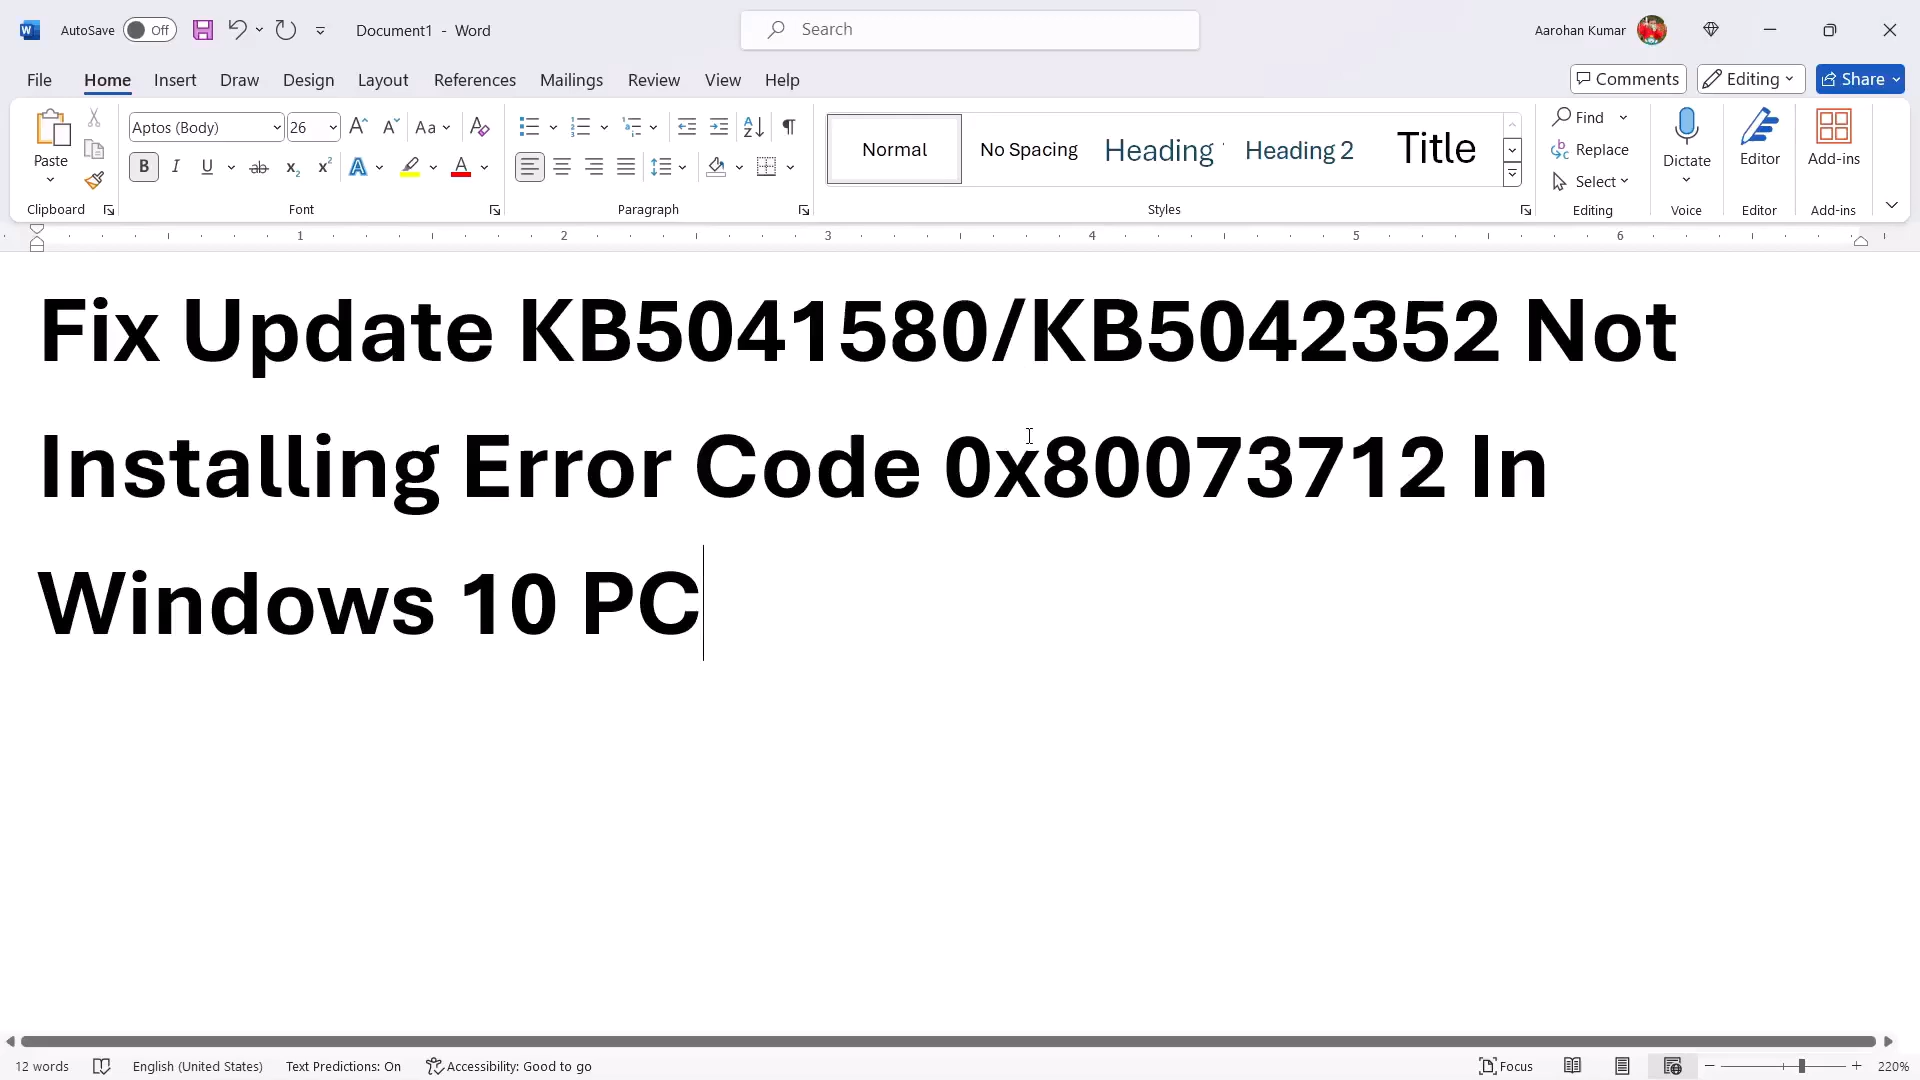 AutoSave Off Document1 - Word Search Aarohan Kumar
File Home Insert Draw Design Layout References Mailings Review View Help Comments Editing Share
Aptos (Body) 26 Aa
Paste
B I U ab x₂ x² A A
Normal No Spacing Heading Heading 2 Title
Find
Replace
Select
Dictate Editor Add-ins
Clipboard Font Paragraph Styles Editing Voice Editor Add-ins
1 2 3 4 5 6
Fix Update KB5041580/KB5042352 Not
Installing Error Code 0x80073712 In
Windows 10 PC
12 words English (United States) Text Predictions: On Accessibility: Good to go Focus 220%